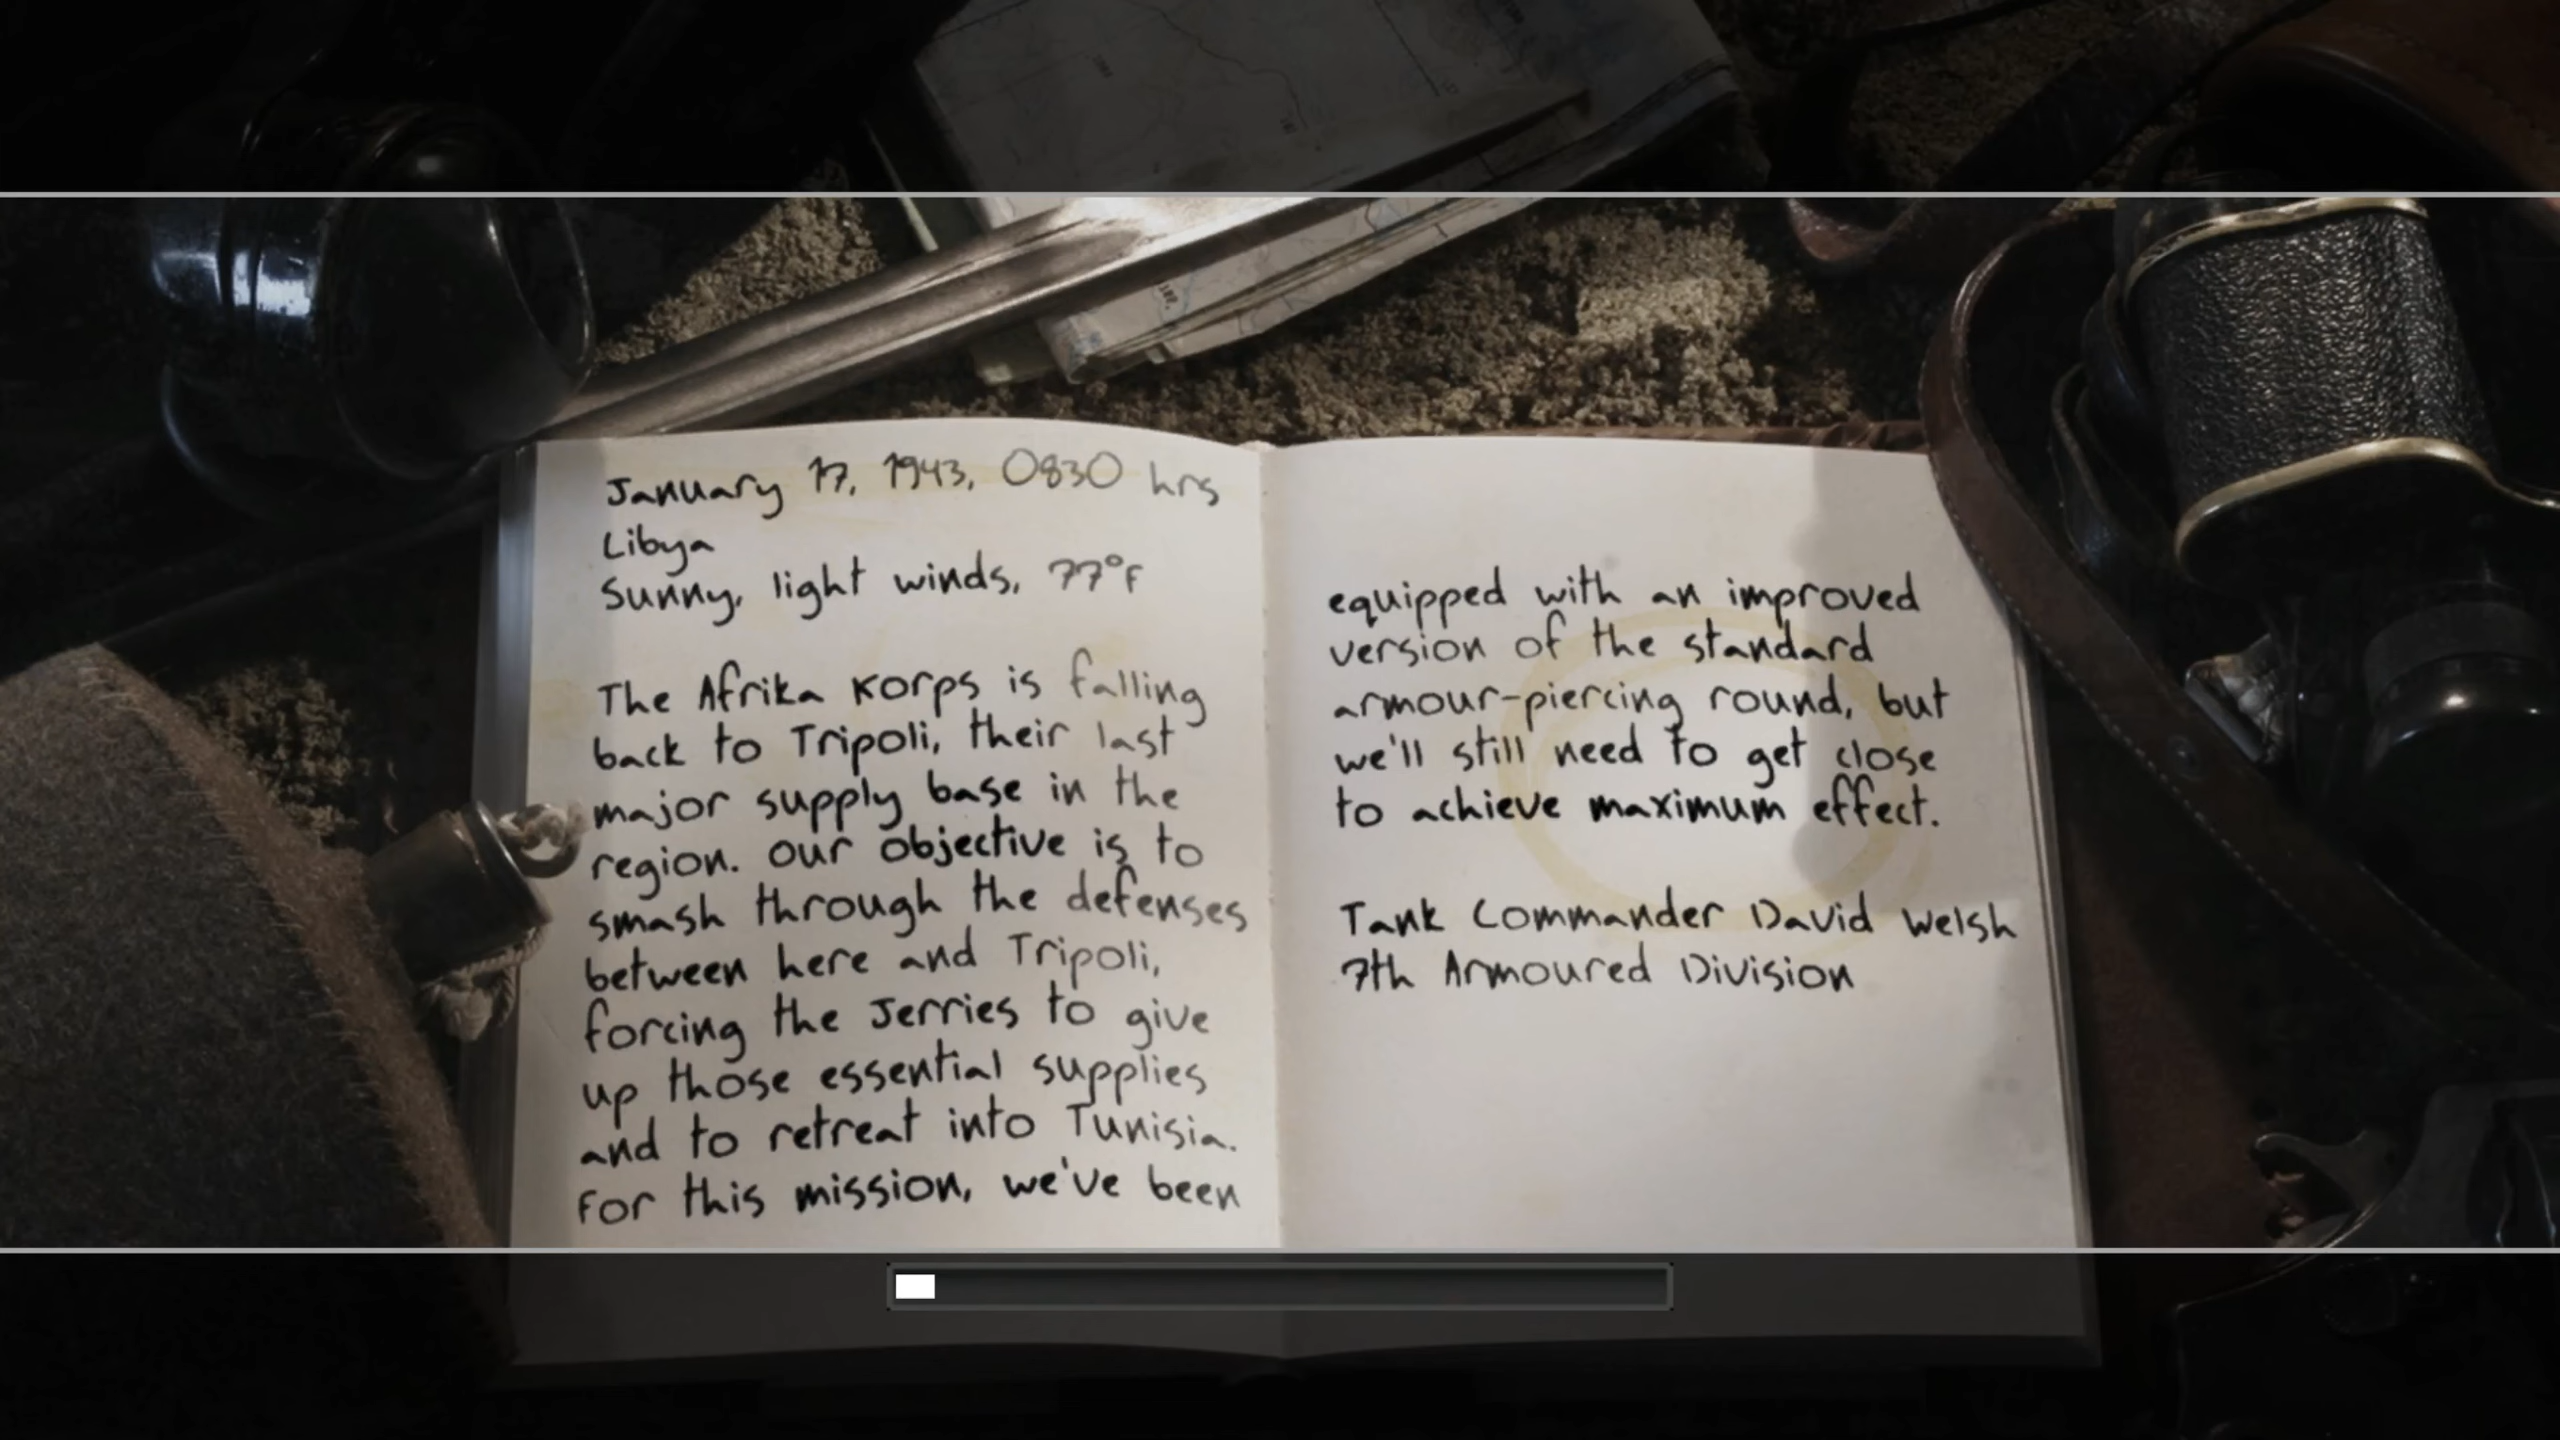 January 17, 1943, 0830 hrs
Libya
Sunny, light winds, 77°F
The Afrika Korps is falling
back to Tripoli, their last
major supply base in the
region. Our objective is to
smash through the defenses
between here and Tripoli,
forcing the Jerries to give
up those essential supplies
and to retreat into Tunisia.
For this mission, we've been
equipped with an improved
version of the standard
armour-piercing round, but
we'll still need to get close
to achieve maximum effect.
Tank Commander David Welsh
7th Armoured Division